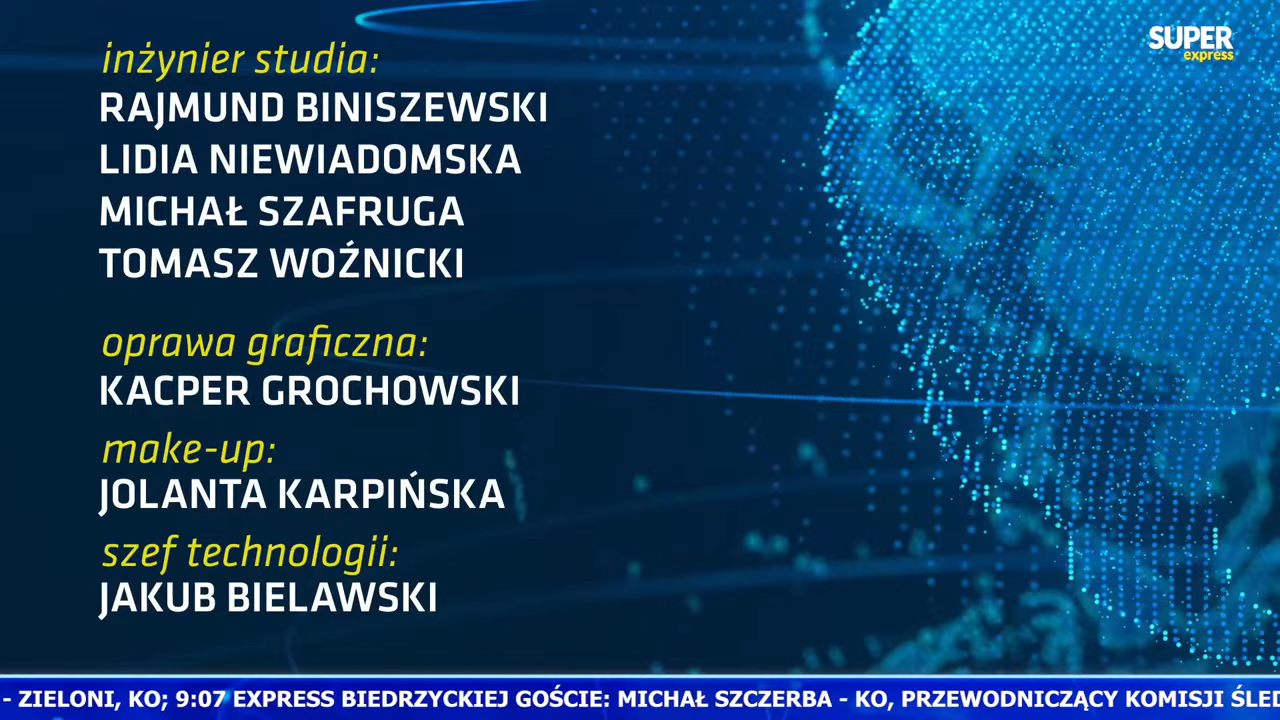 SUPER
express
inżynier studia:
RAJMUND BINISZEWSKI
LIDIA NIEWIADOMSKA
MICHAŁ SZAFRUGA
TOMASZ WOŹNICKI
oprawa graficzna:
KACPER GROCHOWSKI
make-up:
JOLANTA KARPIŃSKA
szef technologii:
JAKUB BIELAWSKI
- ZIELONI, KO; 9:07 EXPRESS BIEDRZYCKIEJ GOŚCIE: MICHAŁ SZCZERBA - KO, PRZEWODNICZĄCY KOMISJI ŚLED